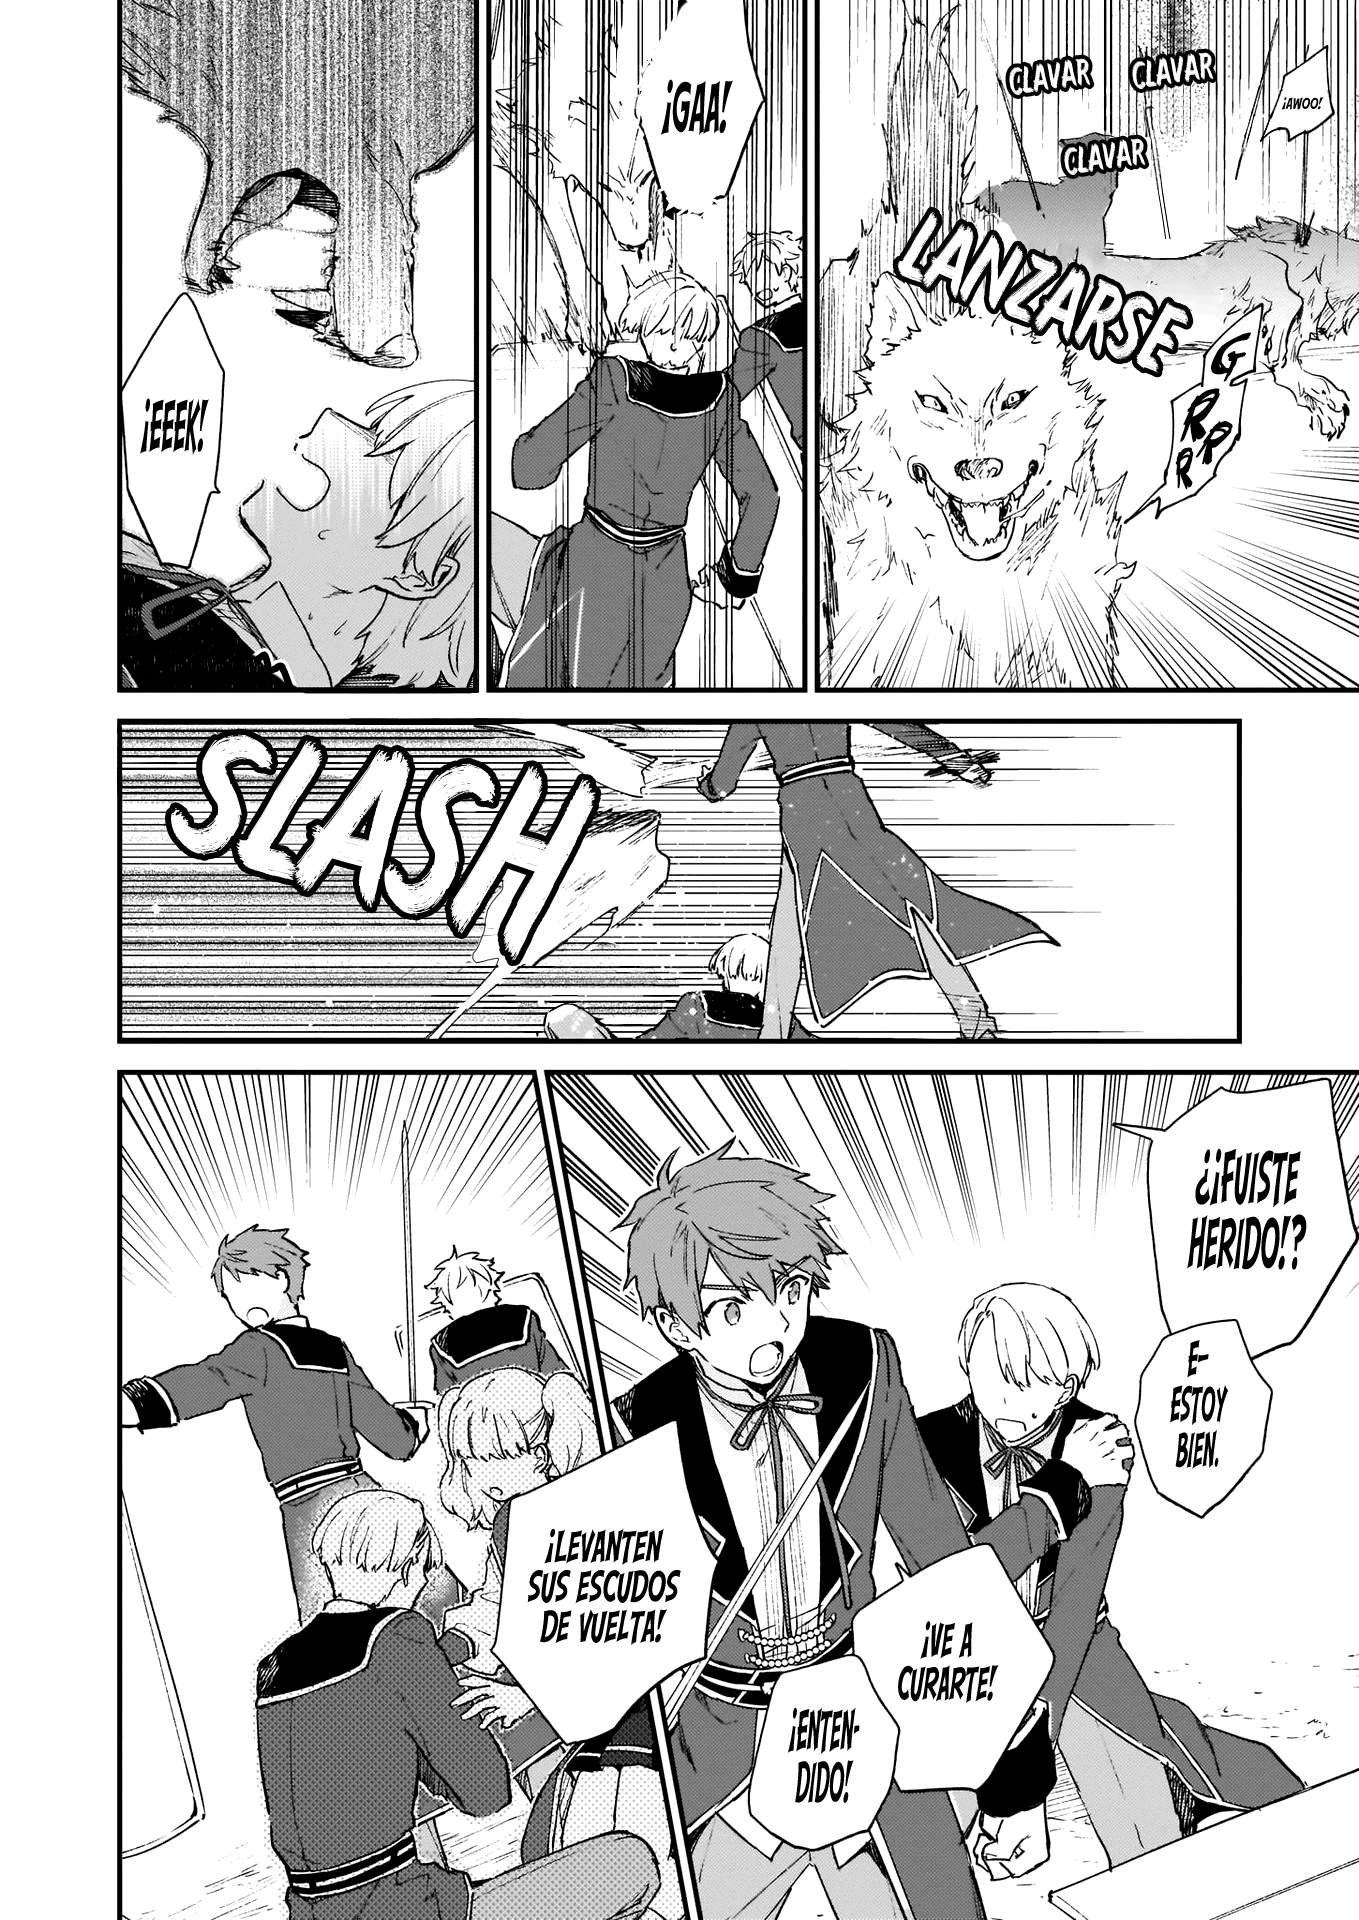 ¡AWOO!
CLAVAR
CLAVAR
CLAVAR
LANZARSE
GRRRR
¡GAA!
¡EEEK!
SLASH
¿¡FUISTE
HERIDO!?
E-
ESTOY
BIEN.
¡VE A
CURARTE!
¡ENTEN-
DIDO!
¡LEVANTEN
SUS ESCUDOS
DE VUELTA!